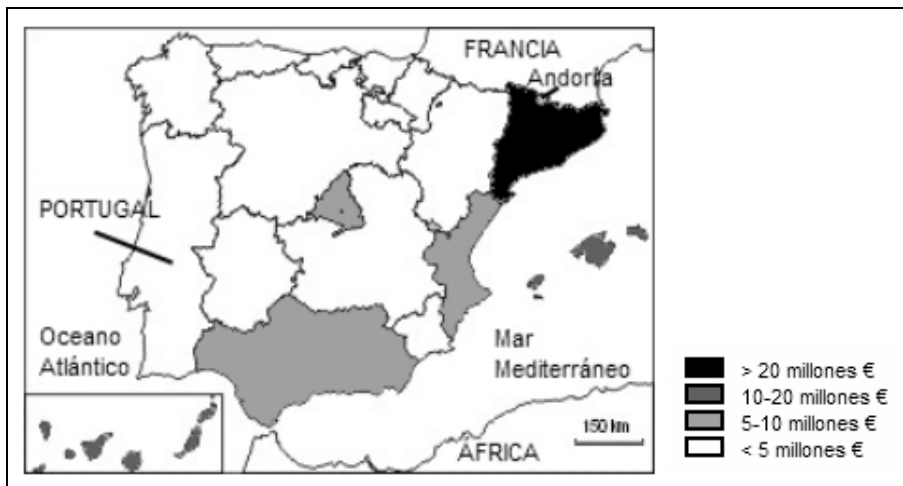 FRANCIA
Andorra
PORTUGAL
Oceano
Atlántico
Mar
Mediterráneo
ÁFRICA
150 km
> 20 millones €
10-20 millones €
5-10 millones €
< 5 millones €